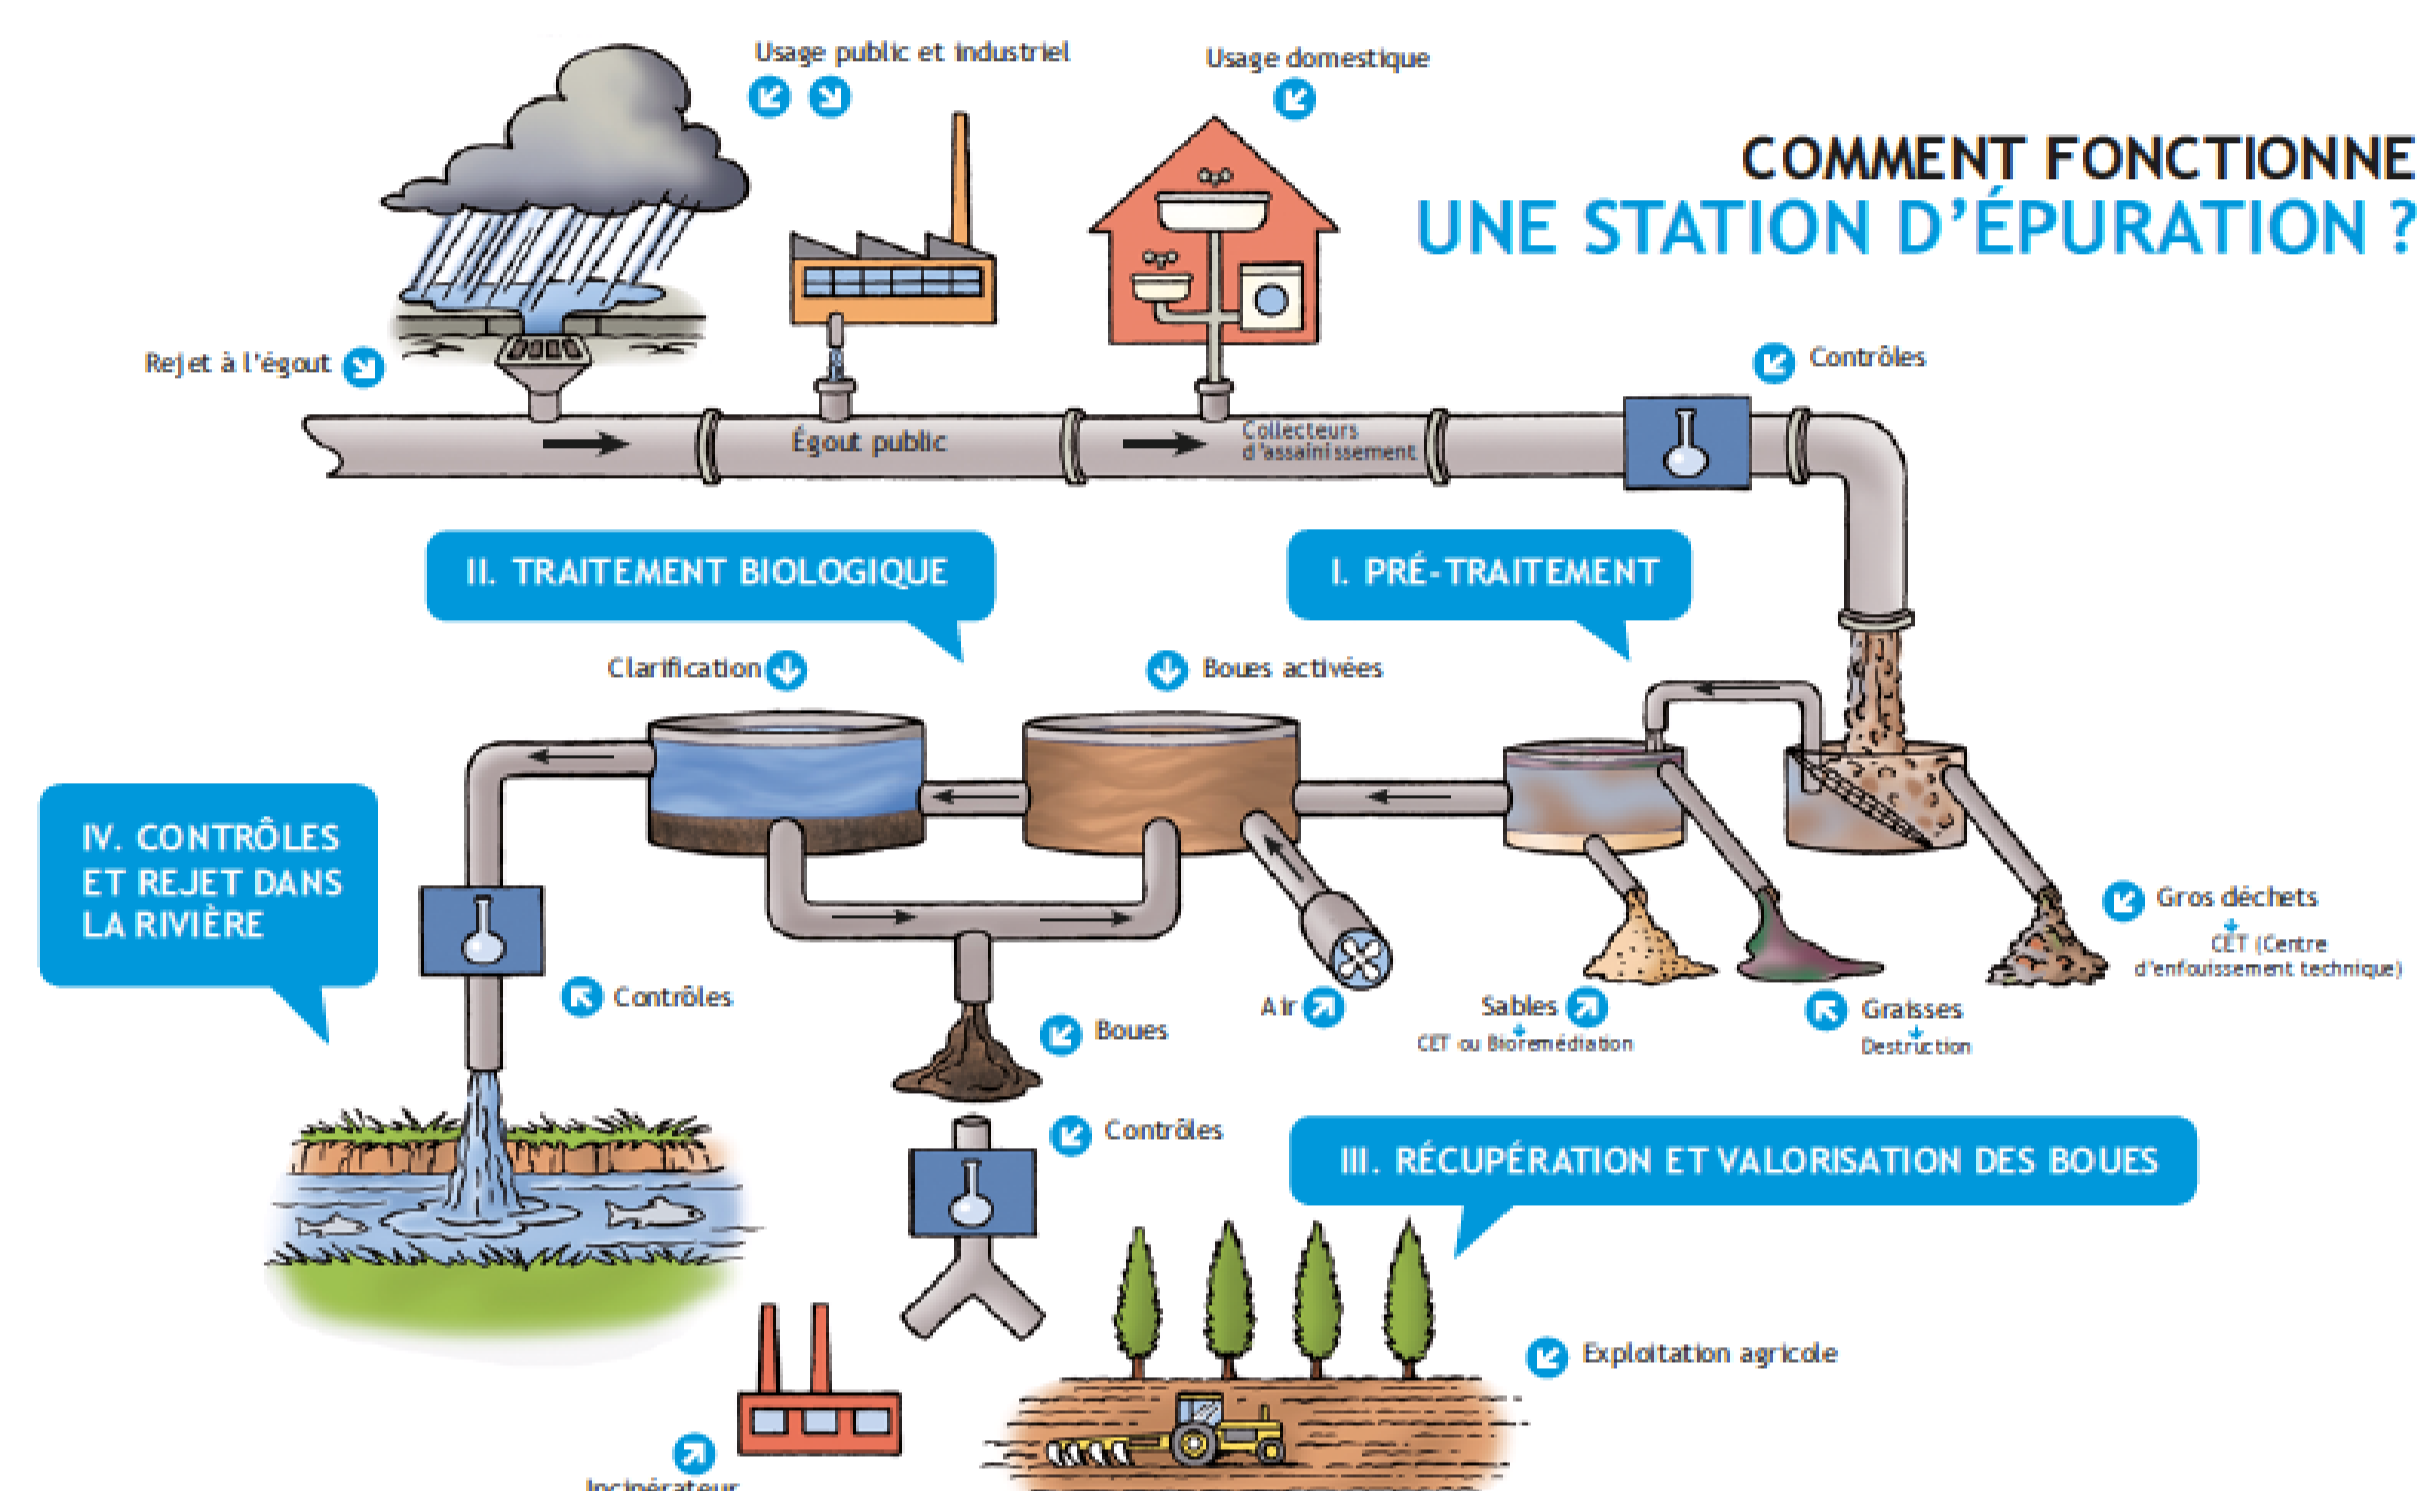 Usage public et industriel
Usage domestique
COMMENT FONCTIONNE
UNE STATION D'ÉPURATION ?
Rejet à l'égout
Contrôles
Égout public
Collecteurs
d'assainissement
II. TRAITEMENT BIOLOGIQUE
I. PRÉ-TRAITEMENT
Clarification
Boues activées
IV. CONTRÔLES
ET REJET DANS
LA RIVIÈRE
Gros déchets
CET (Centre
d'enfouissement technique)
Contrôles
Air
Sables
CET ou Bioremédiation
Graisses
Destruction
Boues
Contrôles
III. RÉCUPÉRATION ET VALORISATION DES BOUES
Exploitation agricole
Incinérateur